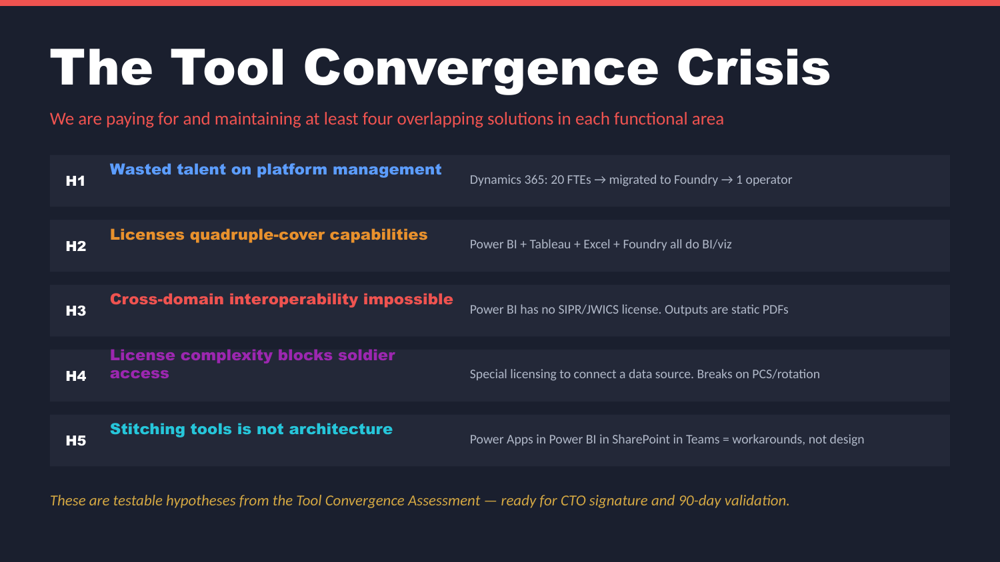 The Tool Convergence Crisis
We are paying for and maintaining at least four overlapping solutions in each functional area
H1
Wasted talent on platform management
Dynamics 365: 20 FTEs → migrated to Foundry → 1 operator
H2
Licenses quadruple-cover capabilities
Power BI + Tableau + Excel + Foundry all do BI/viz
H3
Cross-domain interoperability impossible
Power BI has no SIPR/JWICS license. Outputs are static PDFs
H4
License complexity blocks soldier
access
Special licensing to connect a data source. Breaks on PCS/rotation
H5
Stitching tools is not architecture
Power Apps in Power BI in SharePoint in Teams = workarounds, not design
These are testable hypotheses from the Tool Convergence Assessment — ready for CTO signature and 90-day validation.